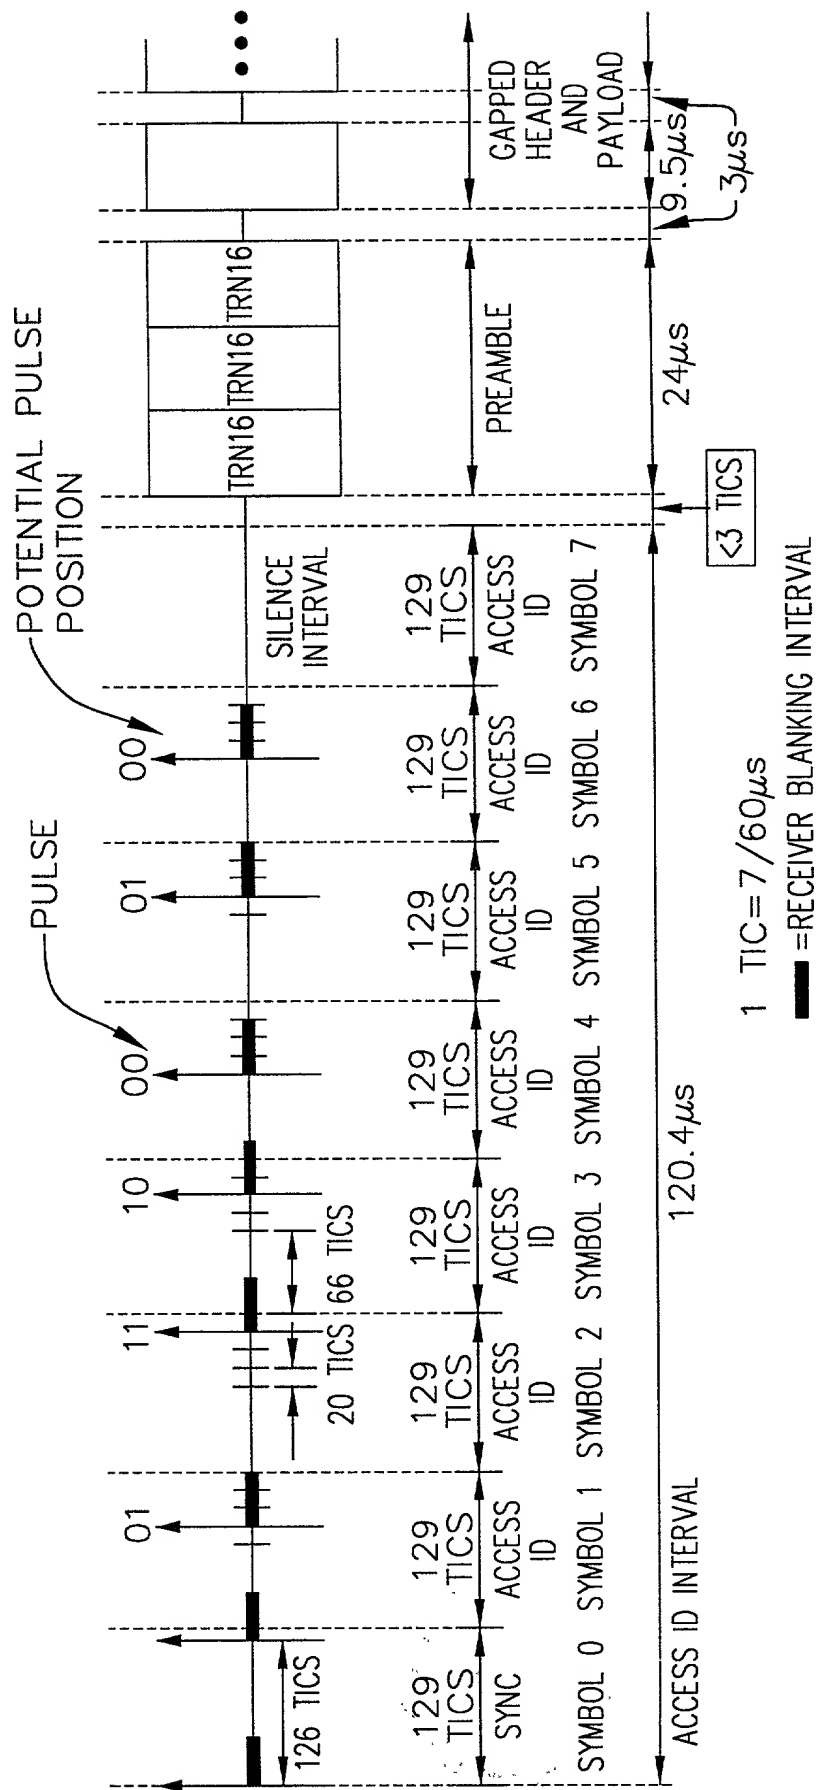 PULSE
POTENTIAL PULSE
POSITION
01
11
10
00
01
00
126 TICS
20 TICS
66 TICS
SILENCE
INTERVAL
TRN16
TRN16
TRN16
129
TICS
SYNC
129
TICS
ACCESS
ID
129
TICS
ACCESS
ID
129
TICS
ACCESS
ID
129
TICS
ACCESS
ID
129
TICS
ACCESS
ID
129
TICS
ACCESS
ID
129
TICS
ACCESS
ID
PREAMBLE
GAPPED
HEADER
AND
PAYLOAD
SYMBOL 0 SYMBOL 1 SYMBOL 2 SYMBOL 3 SYMBOL 4 SYMBOL 5 SYMBOL 6 SYMBOL 7
ACCESS ID INTERVAL
120.4µs
<3 TICS
24µs
9.5µs
3µs
1 TIC=7/60µs
=RECEIVER BLANKING INTERVAL